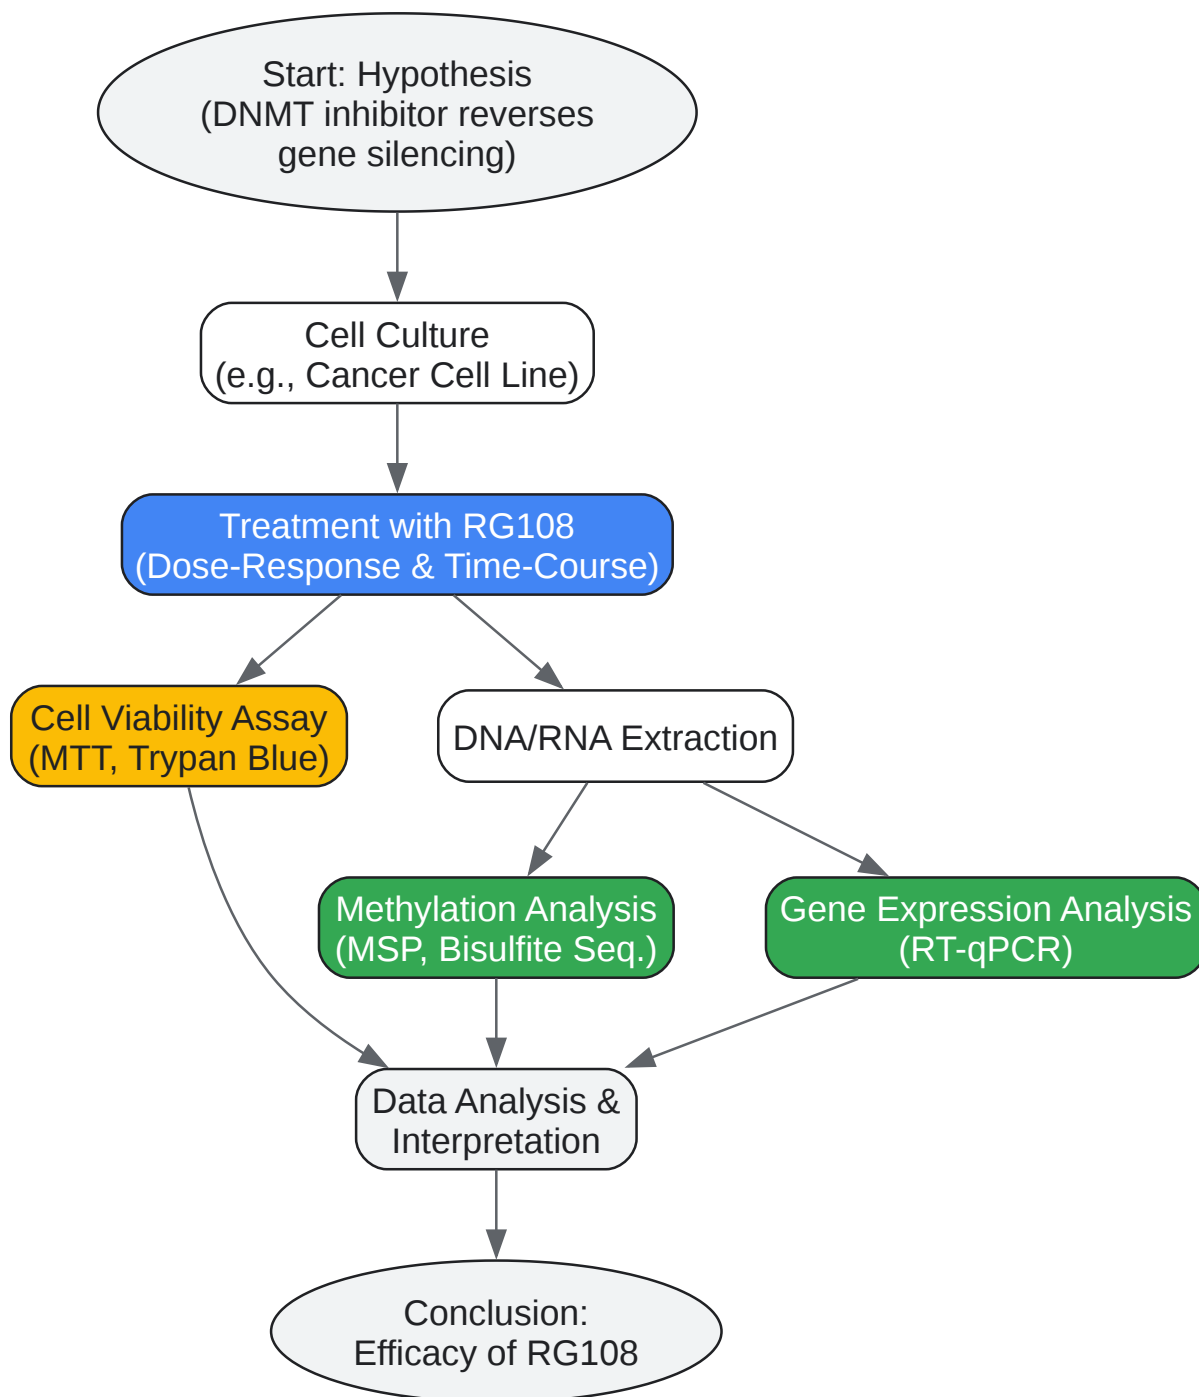 Start: Hypothesis
(DNMT inhibitor reverses
gene silencing)
Cell Culture
(e.g., Cancer Cell Line)
Treatment with RG108
(Dose-Response & Time-Course)
Cell Viability Assay
(MTT, Trypan Blue)
DNA/RNA Extraction
Methylation Analysis
(MSP, Bisulfite Seq.)
Gene Expression Analysis
(RT-qPCR)
Data Analysis &
Interpretation
Conclusion:
Efficacy of RG108